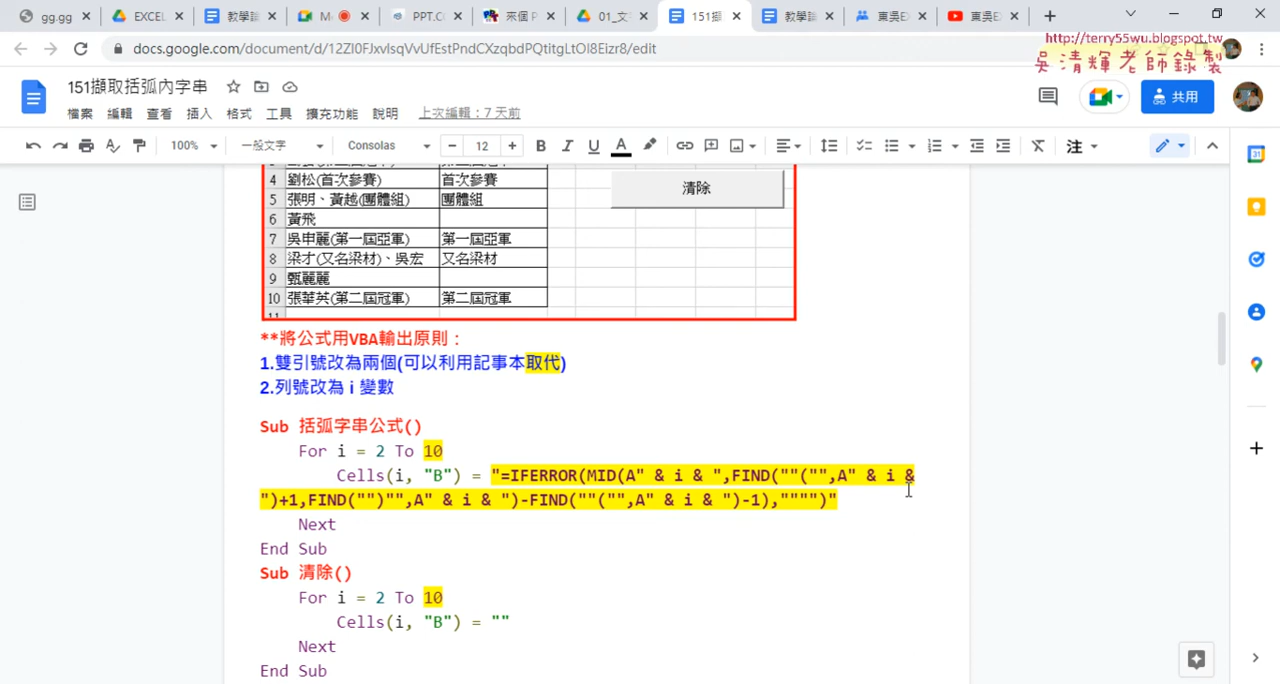 gg.gg
EXCEL
教學論
M
PPT.C
來個 P
01_文
151擷
教學論
東吳E
東吳E
docs.google.com/document/d/12ZI0FJxvlsqVvUfEstPndCXzqbdPQtitgLtOl8Eizr8/edit
http://terry55wu.blogspot.tw
吳清輝老師錄製
151擷取括弧內字串
檔案 編輯 查看 插入 格式 工具 擴充功能 說明 上次編輯：7 天前
共用
100% 一般文字 Consolas 12 B I U A 注
4 劉松(首次參賽) 首次參賽
清除
5 張明、黃越(團體組) 團體組
6 黃飛
7 吳申麗(第一屆亞軍) 第一屆亞軍
8 梁才(又名梁材)、吳宏 又名梁材
9 甄麗麗
10 張華英(第二屆冠軍) 第二屆冠軍
**將公式用VBA輸出原則：
1.雙引號改為兩個(可以利用記事本取代)
2.列號改為 i 變數
Sub 括弧字串公式()
For i = 2 To 10
Cells(i, "B") = "=IFERROR(MID(A" & i & ",FIND(""("",A" & i &
")+1,FIND("")"",A" & i & ")-FIND(""("",A" & i & ")-1),"""")"
Next
End Sub
Sub 清除()
For i = 2 To 10
Cells(i, "B") = ""
Next
End Sub